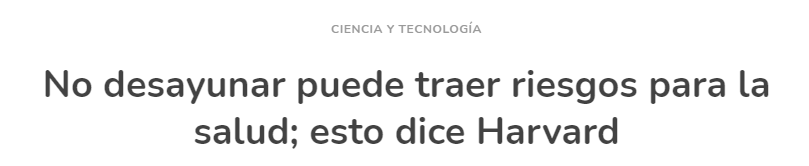 CIENCIA Y TECNOLOGÍA
No desayunar puede traer riesgos para la
salud; esto dice Harvard